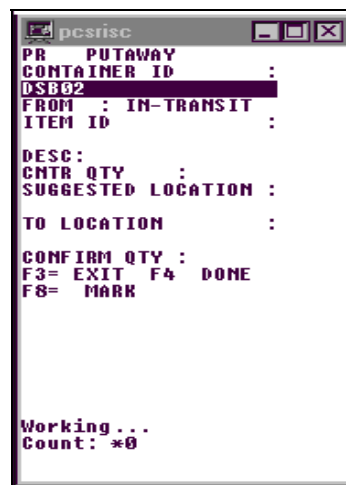 pcsrisc
PR PUTAWAY
CONTAINER ID :
DSB02
FROM : IN-TRANSIT
ITEM ID :
DESC:
CNTR QTY :
SUGGESTED LOCATION :
TO LOCATION :
CONFIRM QTY :
F3= EXIT F4 DONE
F8= MARK
Working...
Count: *0